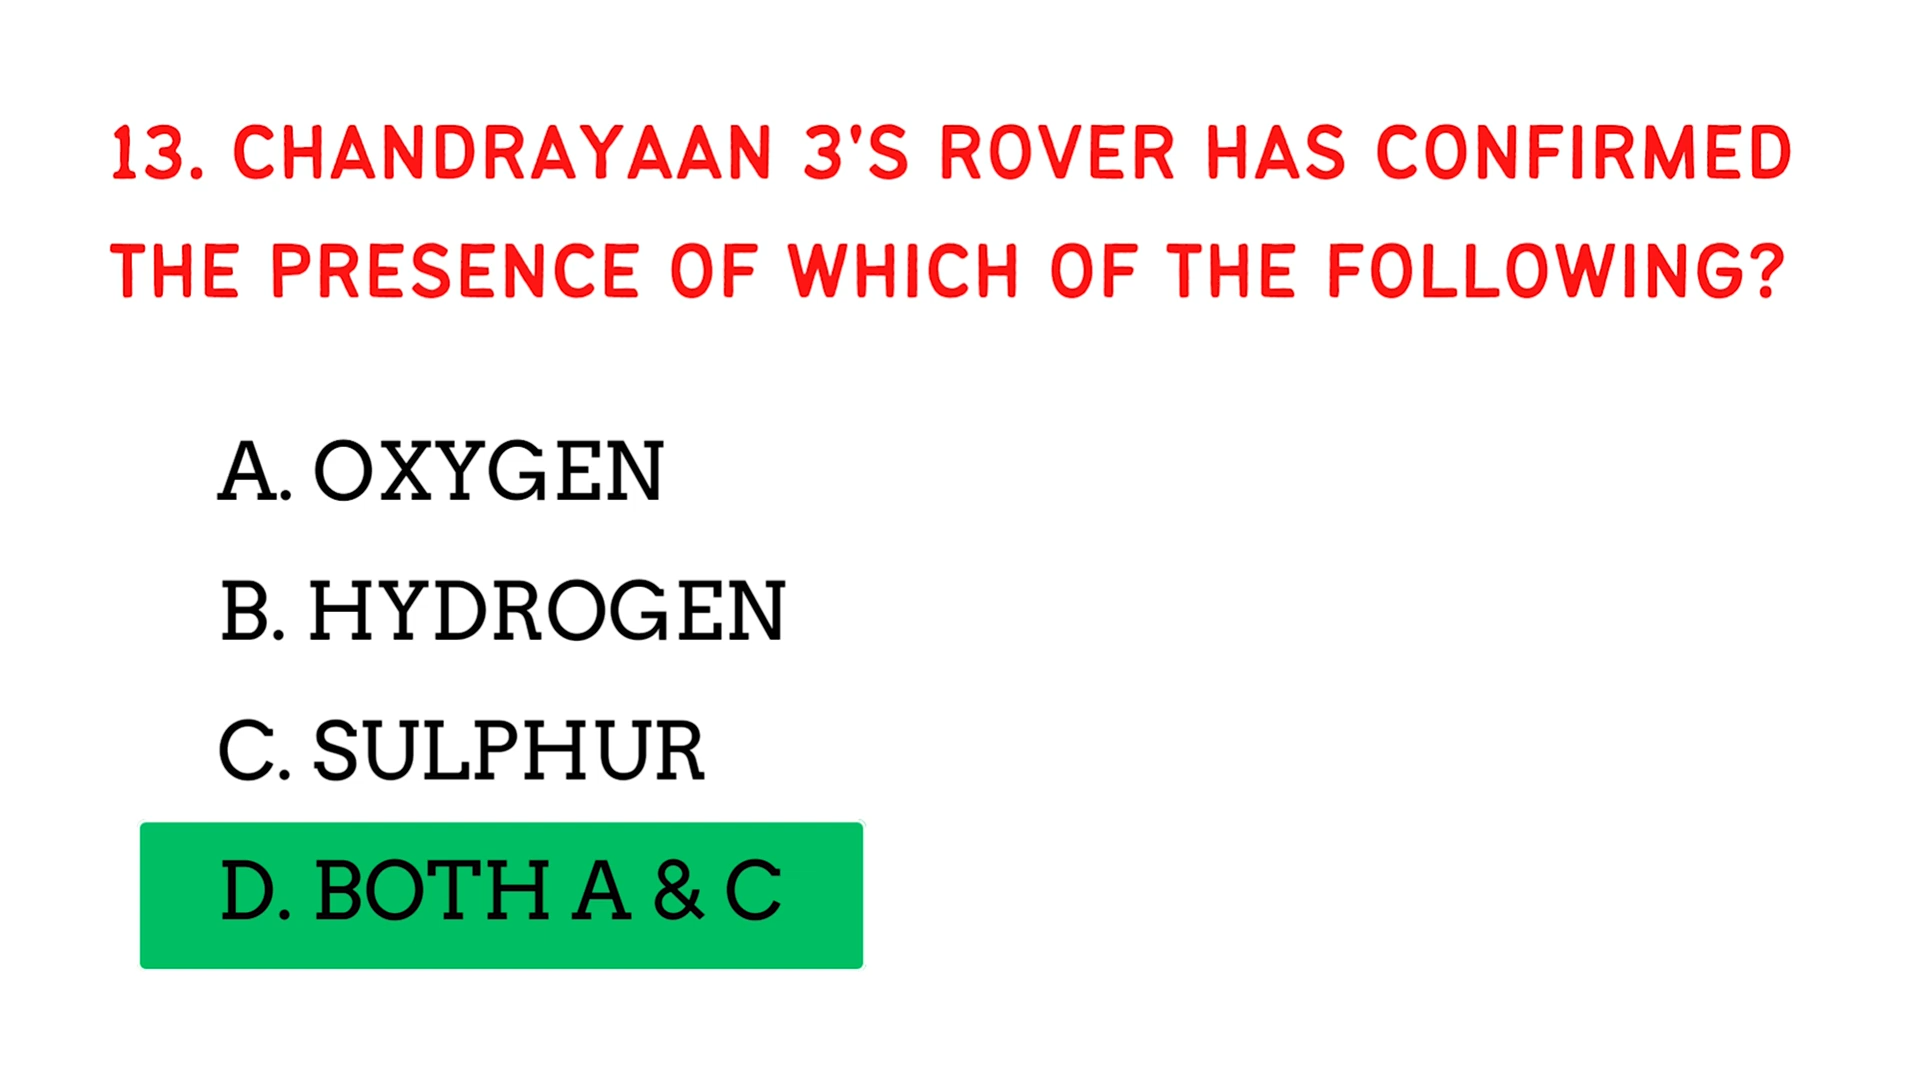 13. CHANDRAYAAN 3'S ROVER HAS CONFIRMED
THE PRESENCE OF WHICH OF THE FOLLOWING?
A. OXYGEN
B. HYDROGEN
C. SULPHUR
D. BOTH A & C